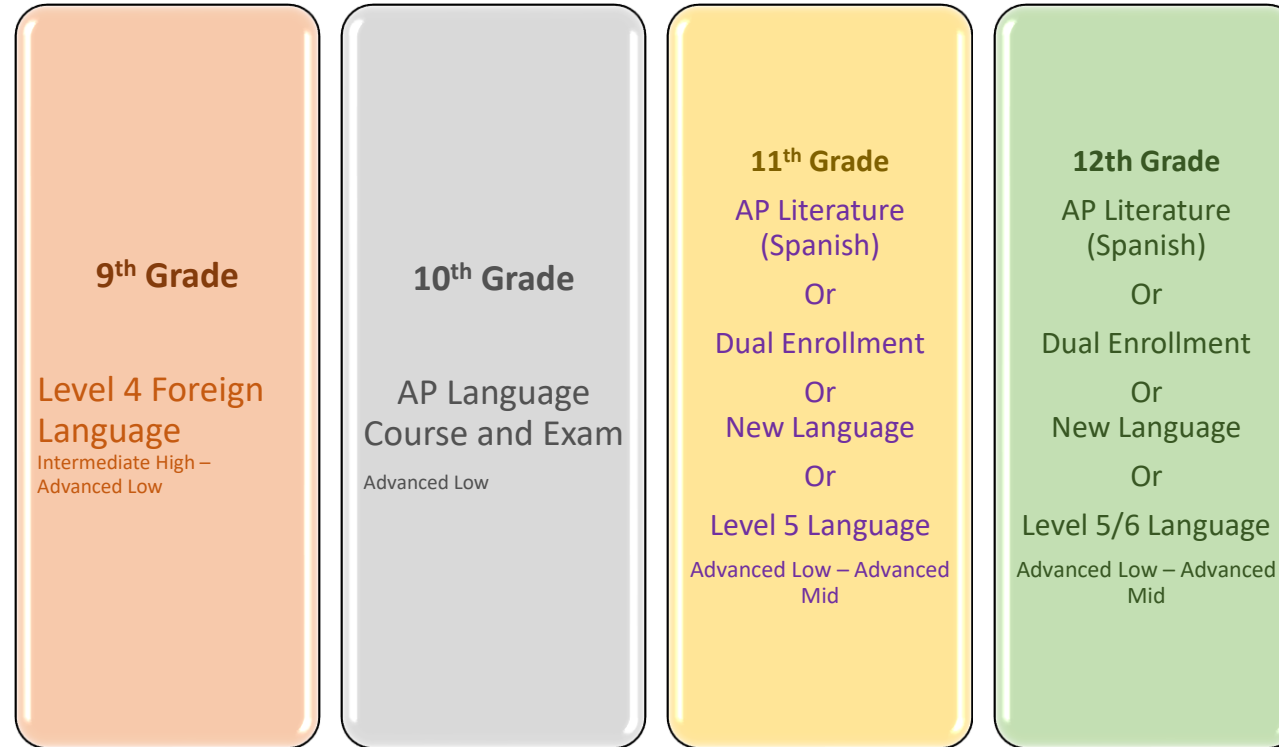 9th Grade
Level 4 Foreign
Language
Intermediate High –
Advanced Low
10th Grade
AP Language
Course and Exam
Advanced Low
11th Grade
AP Literature
(Spanish)
Or
Dual Enrollment
Or
New Language
Or
Level 5 Language
Advanced Low – Advanced
Mid
12th Grade
AP Literature
(Spanish)
Or
Dual Enrollment
Or
New Language
Or
Level 5/6 Language
Advanced Low – Advanced
Mid